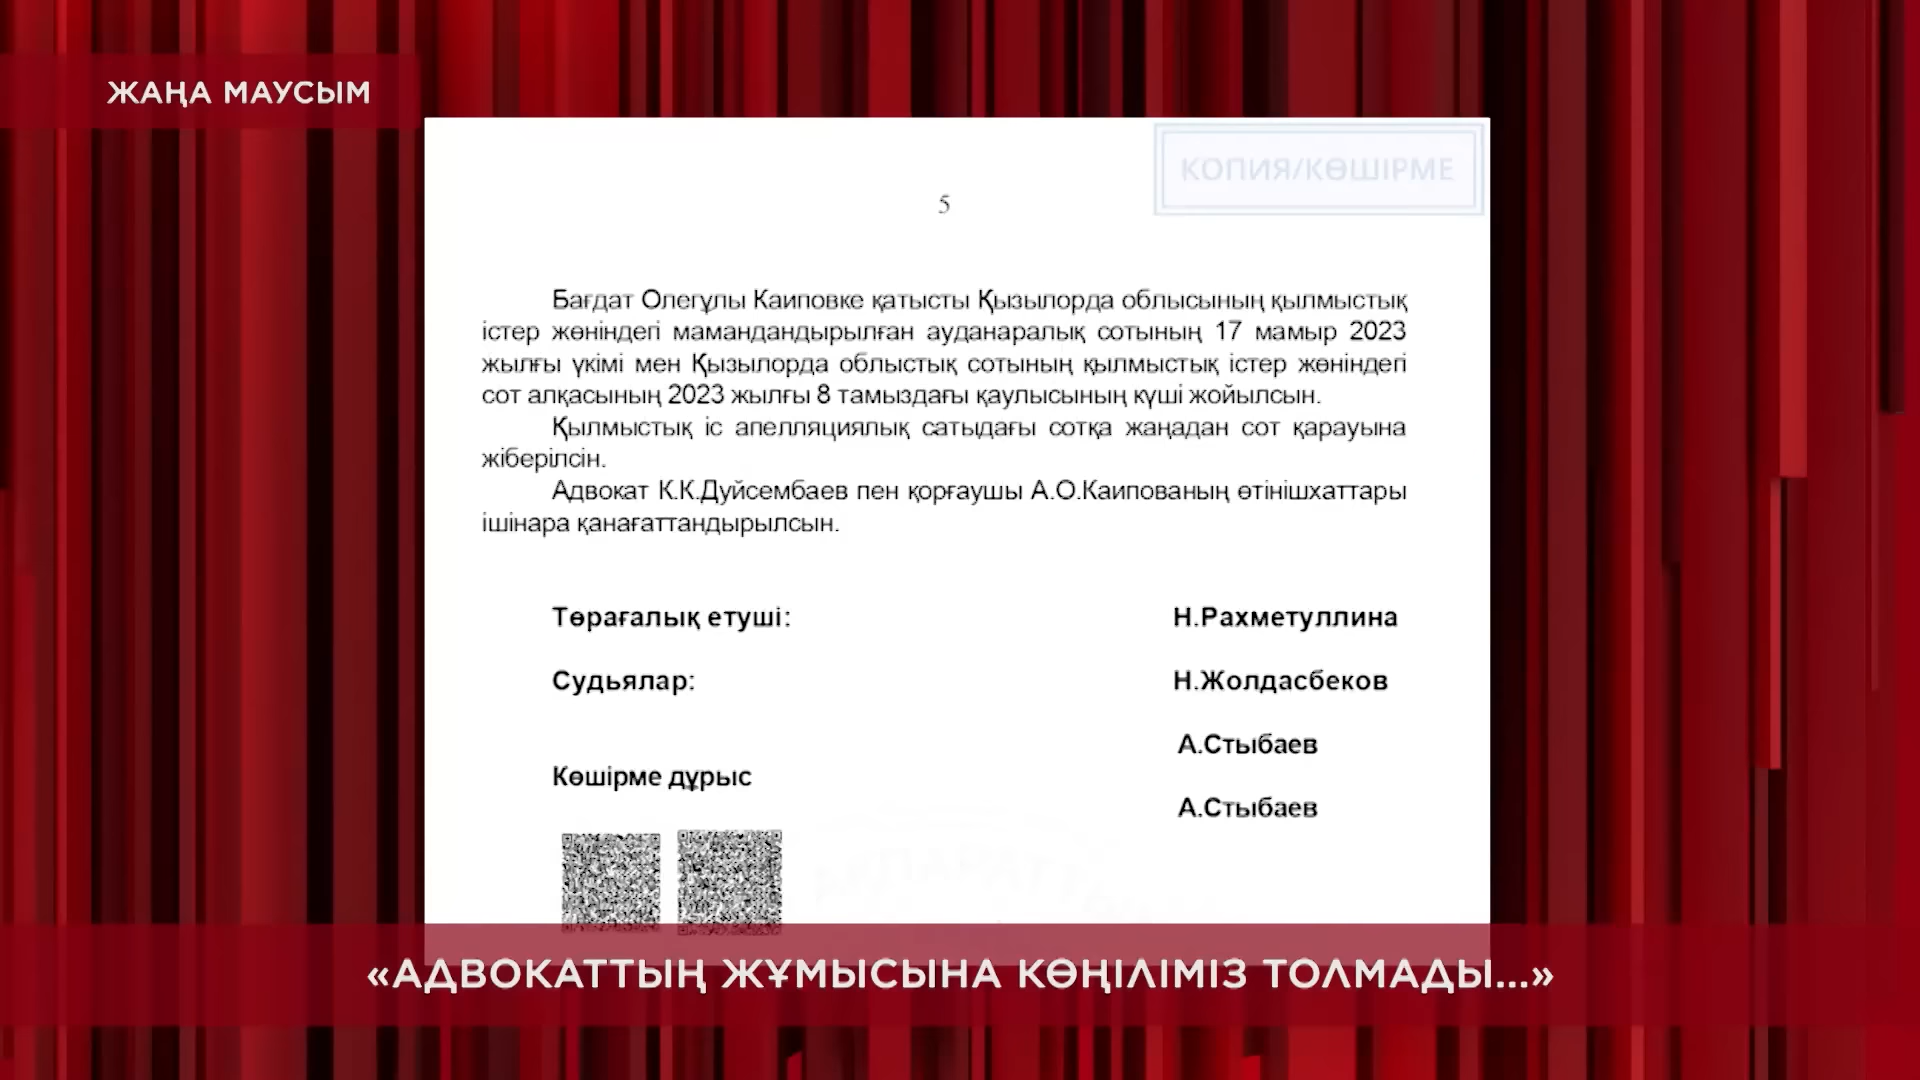 ЖАҢА МАУСЫМ
КОПИЯ/КӨШІРМЕ
5
Бағдат Олегұлы Каиповке қатысты Қызылорда облысының қылмыстық
істер жөніндегі мамандандырылған ауданаралық сотының 17 мамыр 2023
жылғы үкімі мен Қызылорда облыстық сотының қылмыстық істер жөніндегі
сот алқасының 2023 жылғы 8 тамыздағы қаулысының күші жойылсын.
Қылмыстық іс апелляциялық сатыдағы сотқа жаңадан сот қарауына
жіберілсін.
Адвокат К.К.Дуйсембаев пен қорғаушы А.О.Каипованың өтінішхаттары
ішінара қанағаттандырылсын.
Төрағалық етуші: Н.Рахметуллина
Судьялар: Н.Жолдасбеков
А.Стыбаев
Көшірме дұрыс
А.Стыбаев
«АДВОКАТТЫҢ ЖҰМЫСЫНА КӨҢІЛІМІЗ ТОЛМАДЫ...»